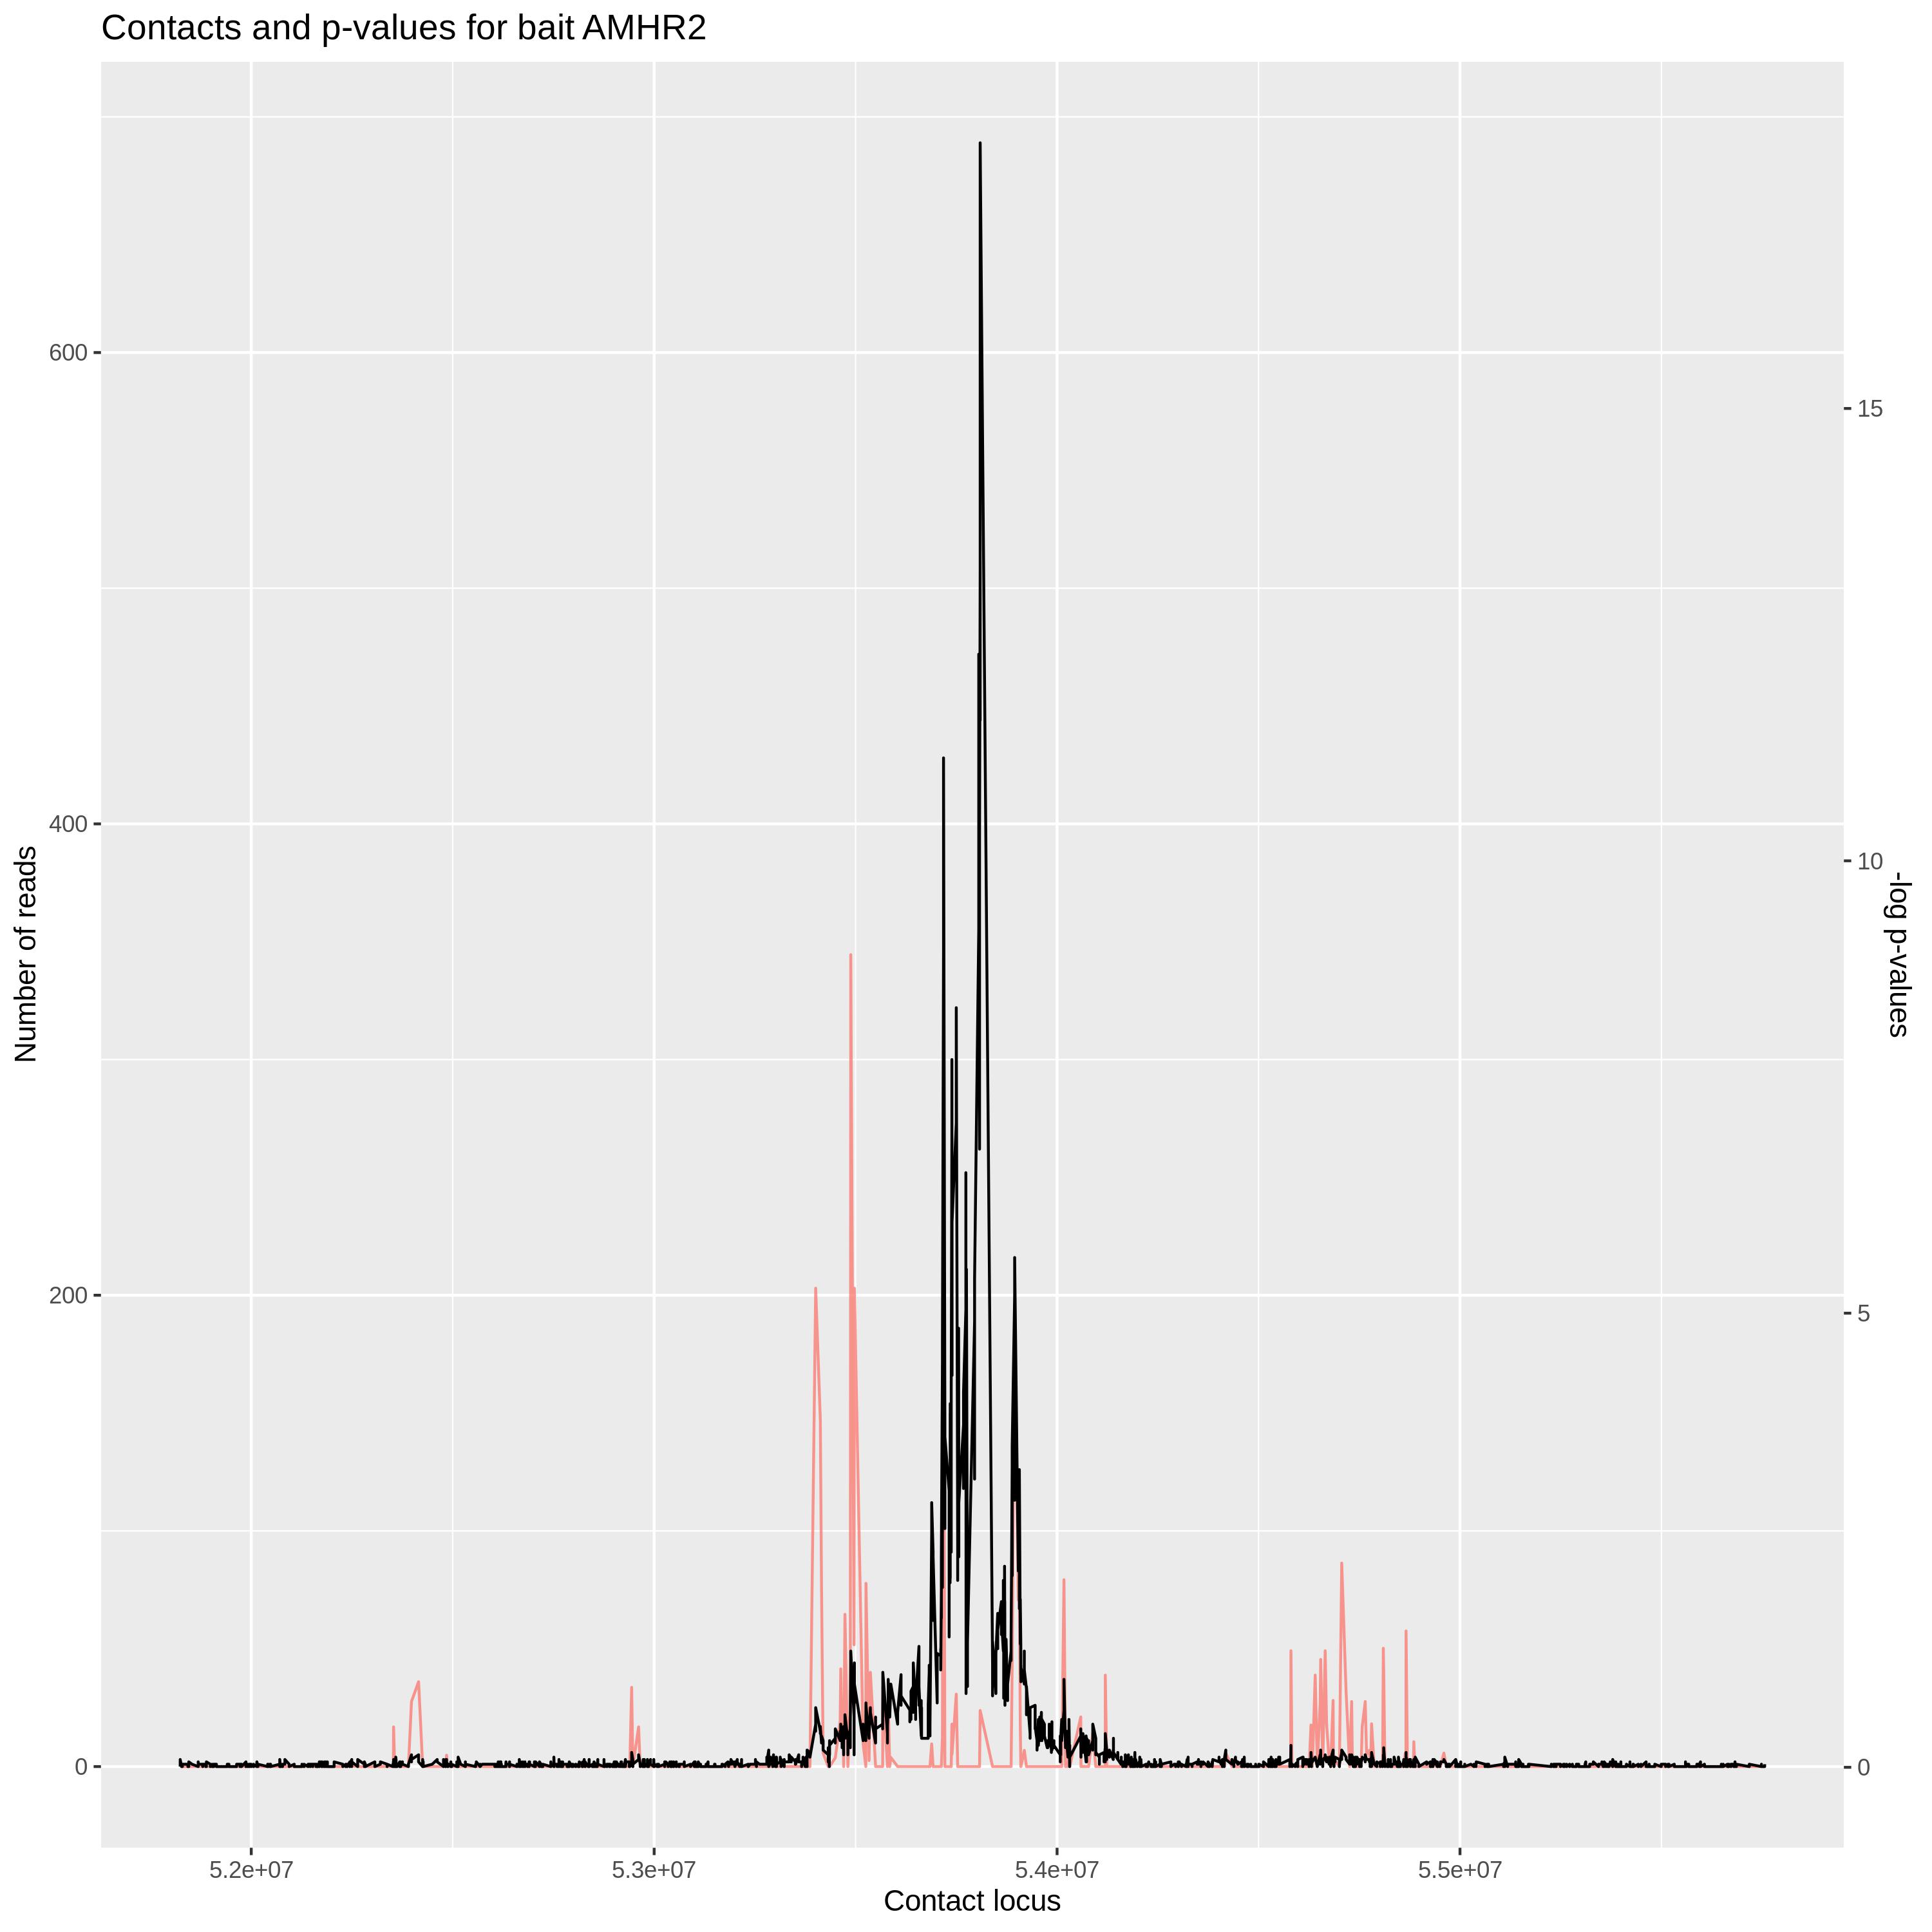 Contacts and p-values for bait AMHR2
Number of reads
600
400
200
0
15
10
5
0
-log p-values
5.2e+07
5.3e+07
5.4e+07
5.5e+07
Contact locus